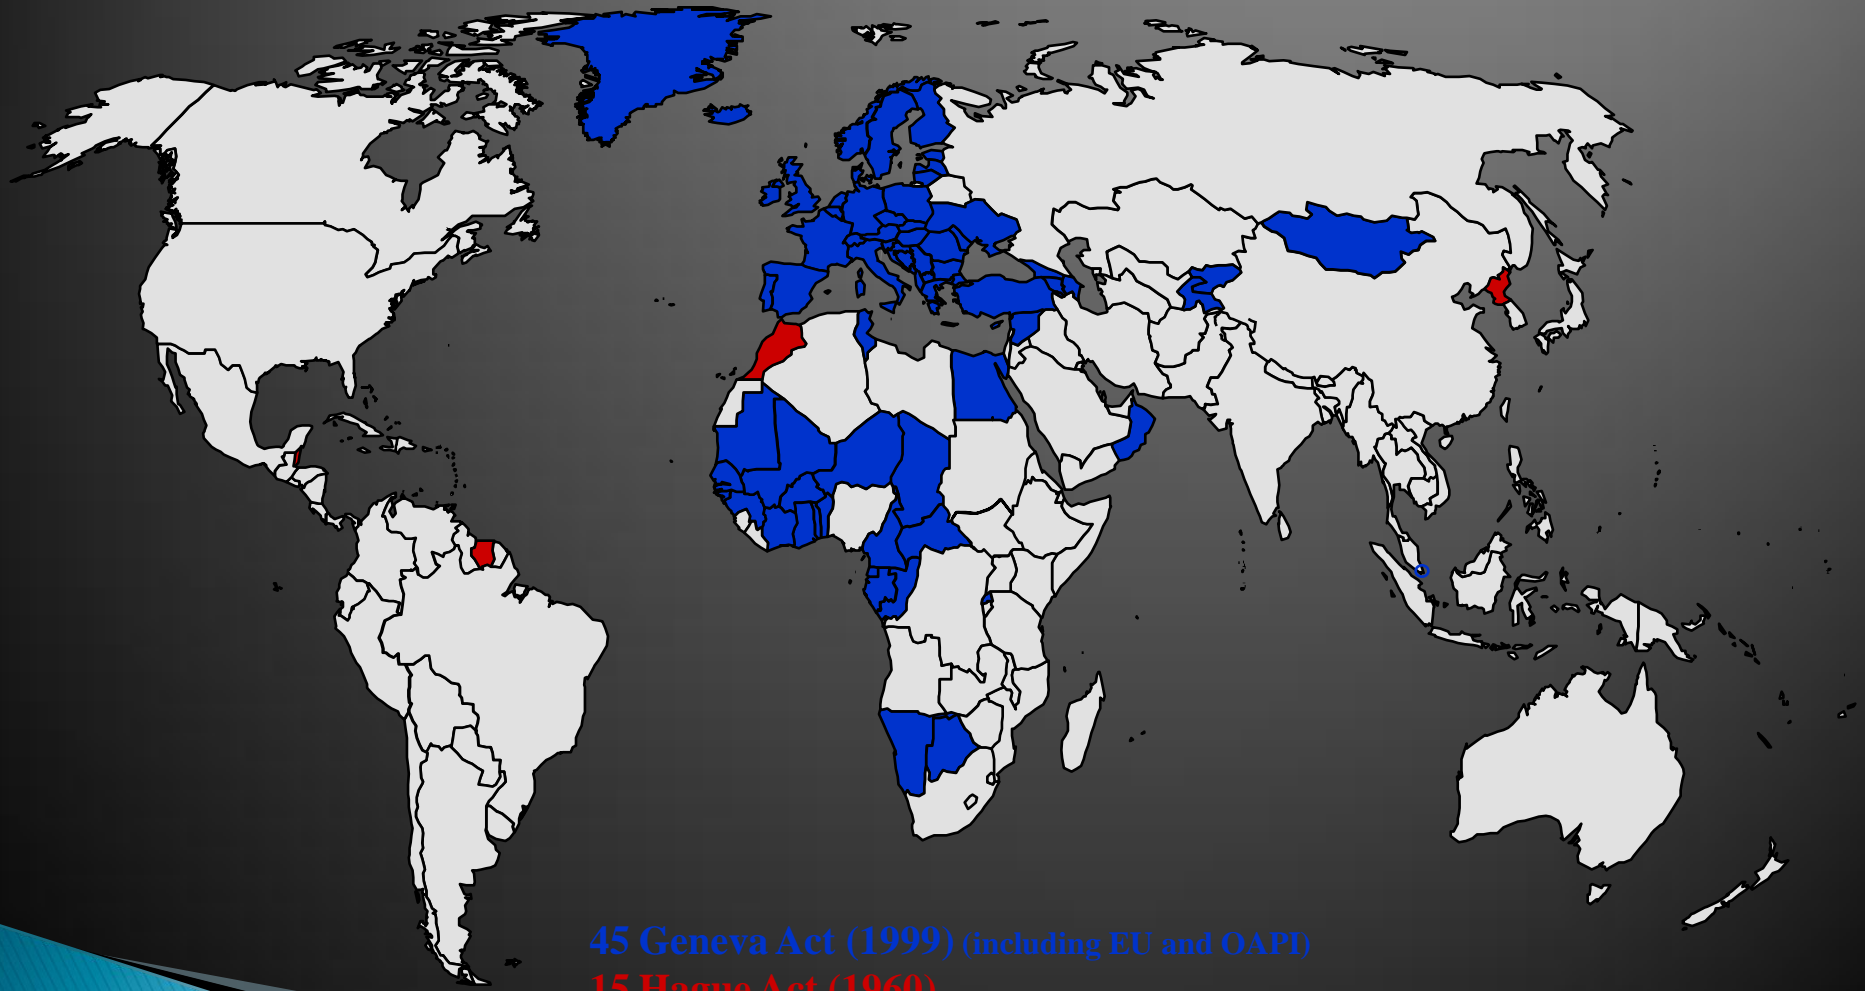 45 Geneva Act (1999) (including EU and OAPI)
15 Hague Act (1960)